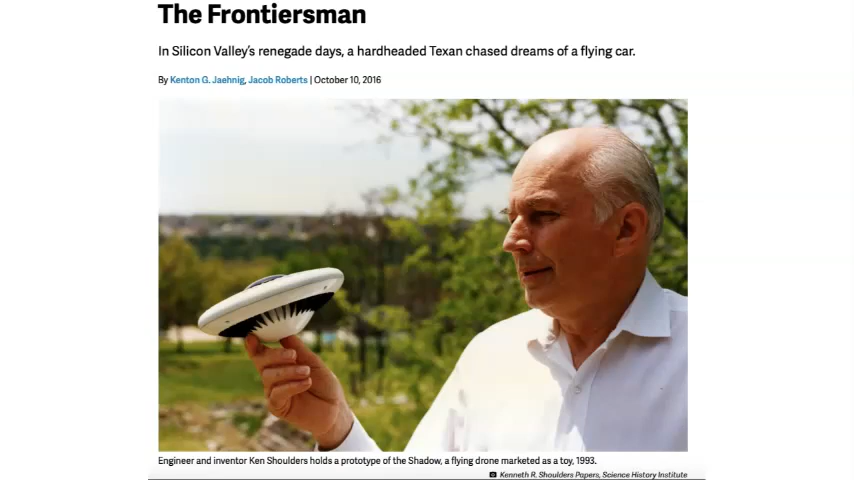 The Frontiersman
In Silicon Valley's renegade days, a hardheaded Texan chased dreams of a flying car.
By Kenton G. Jaehnig, Jacob Roberts | October 10, 2016
Engineer and inventor Ken Shoulders holds a prototype of the Shadow, a flying drone marketed as a toy, 1993.
Kenneth R. Shoulders Papers, Science History Institute